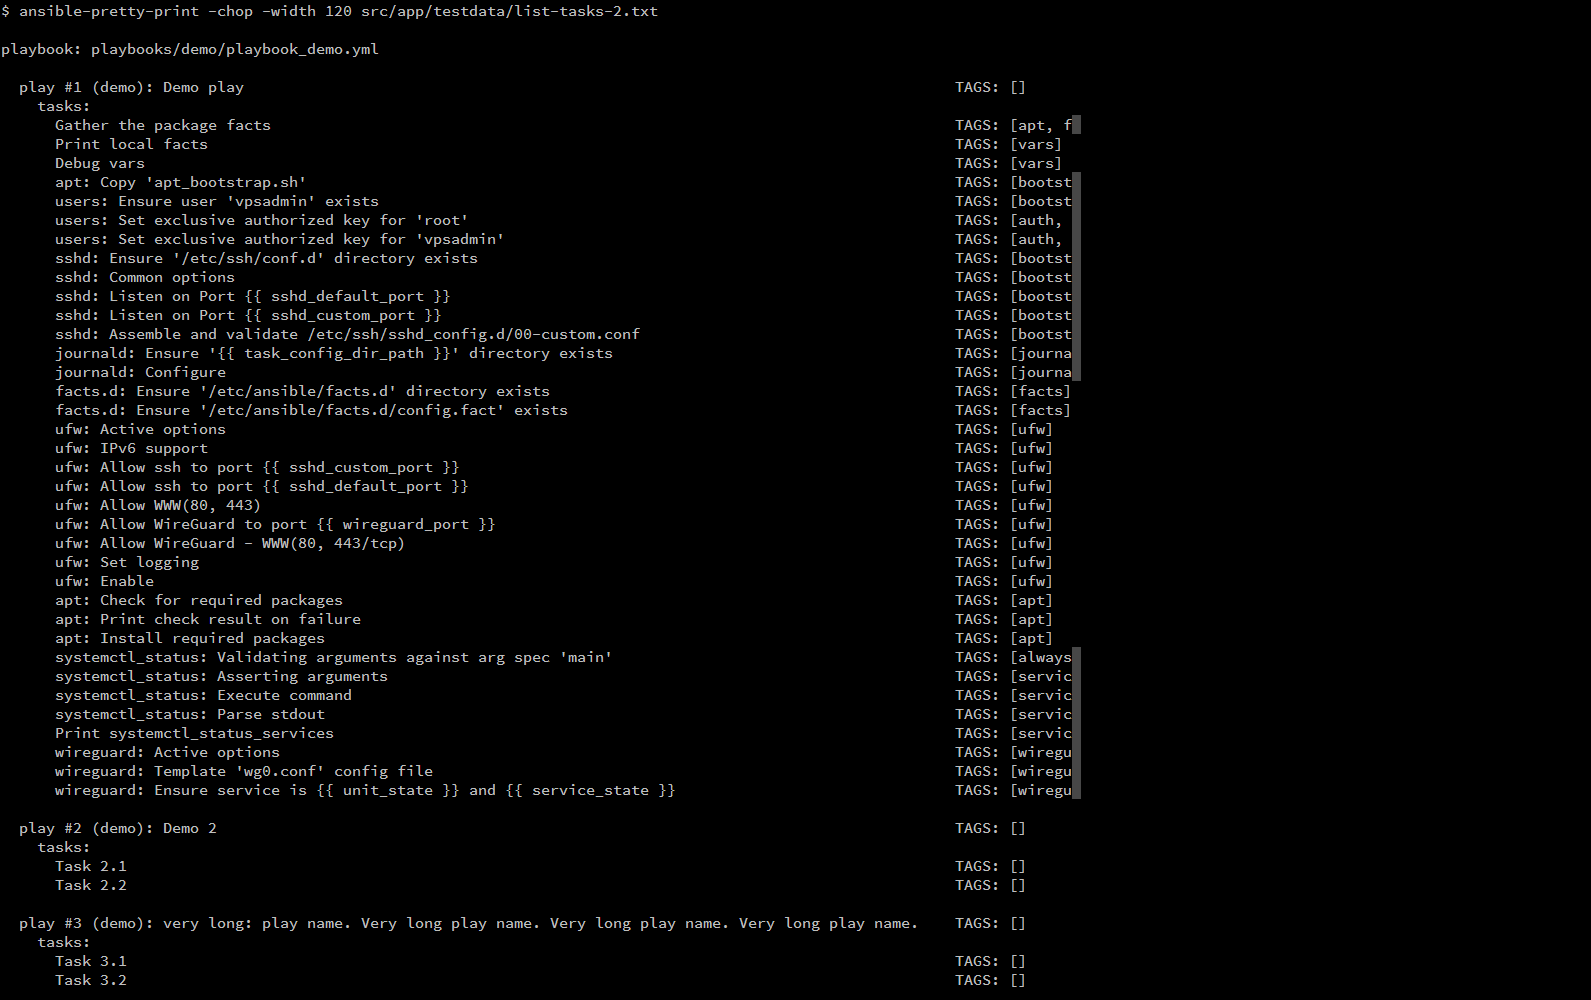 $ ansible-pretty-print -chop -width 120 src/app/testdata/list-tasks-2.txt
playbook: playbooks/demo/playbook_demo.yml
play #1 (demo): Demo play TAGS: []
tasks:
Gather the package facts TAGS: [apt, f
Print local facts TAGS: [vars]
Debug vars TAGS: [vars]
apt: Copy 'apt_bootstrap.sh' TAGS: [bootst
users: Ensure user 'vpsadmin' exists TAGS: [bootst
users: Set exclusive authorized key for 'root' TAGS: [auth,
users: Set exclusive authorized key for 'vpsadmin' TAGS: [auth,
sshd: Ensure '/etc/ssh/conf.d' directory exists TAGS: [bootst
sshd: Common options TAGS: [bootst
sshd: Listen on Port {{ sshd_default_port }} TAGS: [bootst
sshd: Listen on Port {{ sshd_custom_port }} TAGS: [bootst
sshd: Assemble and validate /etc/ssh/sshd_config.d/00-custom.conf TAGS: [bootst
journald: Ensure '{{ task_config_dir_path }}' directory exists TAGS: [journa
journald: Configure TAGS: [journa
facts.d: Ensure '/etc/ansible/facts.d' directory exists TAGS: [facts]
facts.d: Ensure '/etc/ansible/facts.d/config.fact' exists TAGS: [facts]
ufw: Active options TAGS: [ufw]
ufw: IPv6 support TAGS: [ufw]
ufw: Allow ssh to port {{ sshd_custom_port }} TAGS: [ufw]
ufw: Allow ssh to port {{ sshd_default_port }} TAGS: [ufw]
ufw: Allow WWW(80, 443) TAGS: [ufw]
ufw: Allow WireGuard to port {{ wireguard_port }} TAGS: [ufw]
ufw: Allow WireGuard - WWW(80, 443/tcp) TAGS: [ufw]
ufw: Set logging TAGS: [ufw]
ufw: Enable TAGS: [ufw]
apt: Check for required packages TAGS: [apt]
apt: Print check result on failure TAGS: [apt]
apt: Install required packages TAGS: [apt]
systemctl_status: Validating arguments against arg spec 'main' TAGS: [always
systemctl_status: Asserting arguments TAGS: [servic
systemctl_status: Execute command TAGS: [servic
systemctl_status: Parse stdout TAGS: [servic
Print systemctl_status_services TAGS: [servic
wireguard: Active options TAGS: [wiregu
wireguard: Template 'wg0.conf' config file TAGS: [wiregu
wireguard: Ensure service is {{ unit_state }} and {{ service_state }} TAGS: [wiregu
play #2 (demo): Demo 2 TAGS: []
tasks:
Task 2.1 TAGS: []
Task 2.2 TAGS: []
play #3 (demo): very long: play name. Very long play name. Very long play name. Very long play name. TAGS: []
tasks:
Task 3.1 TAGS: []
Task 3.2 TAGS: []